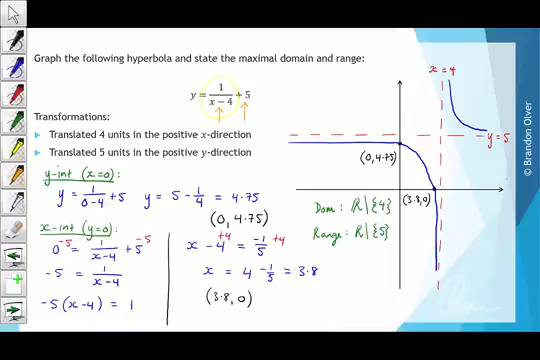 Graph the following hyperbola and state the maximal domain and range:
y = 1/(x − 4) + 5
Transformations:
Translated 4 units in the positive x-direction
Translated 5 units in the positive y-direction
y-int (x=0)
y = 1/(0-4) + 5   y = 5 - 1/4 = 4.75
(0, 4.75)
x-int (y=0)
0 -5 = 1/(x-4) + 5 -5
-5 = 1/(x-4)
-5(x-4) = 1
x - 4 +4 = -1/5 +4
x = 4 - 1/5 = 3.8
(3.8, 0)
x = 4
y = 5
(0, 4.75)
(3.8, 0)
Dom: ℝ\{4}
Range: ℝ\{5}
© Brandon Olver